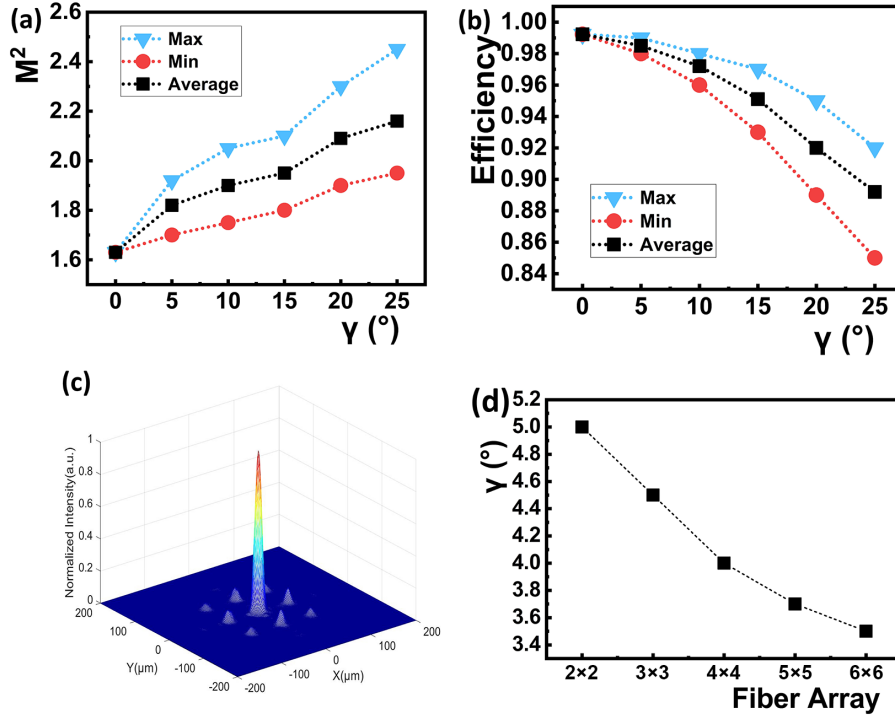 (a)
M²
2.6
2.4
2.2
2.0
1.8
1.6
Max
Min
Average
0 5 10 15 20 25
γ (°)
(b)
Efficiency
1.00
0.98
0.96
0.94
0.92
0.90
0.88
0.86
0.84
Max
Min
Average
0 5 10 15 20 25
γ (°)
(c)
Normalized Intensity(a.u.)
1
0.8
0.6
0.4
0.2
0
200
100
0
-100
-200
Y(μm)
-200
-100
0
100
200
X(μm)
(d)
γ (°)
5.2
5.0
4.8
4.6
4.4
4.2
4.0
3.8
3.6
3.4
2×2 3×3 4×4 5×5 6×6
Fiber Array